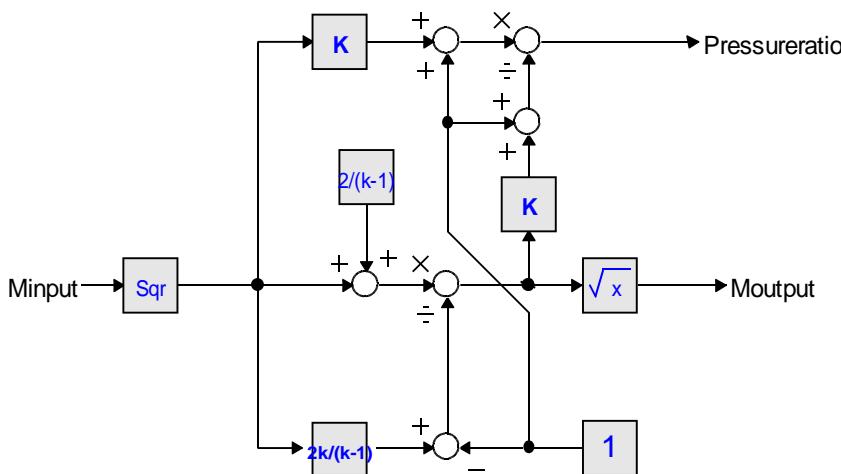 + ×
K Pressureratio
+ ÷
+
2/(k-1) +
K
+ + ×
Minput Sqr √x Moutput
÷
+
2k/(k-1) 1
−